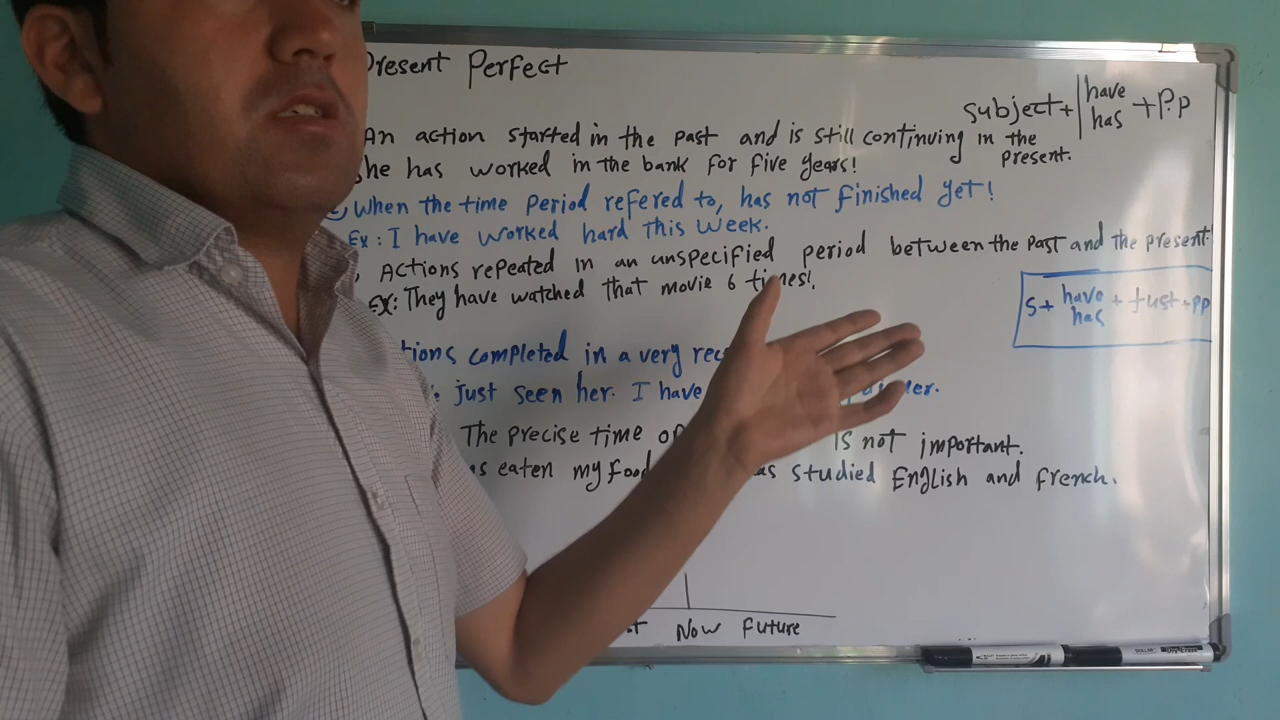 Present Perfect
subject + have has + P.p
An action started in the past and is still continuing in the present.
he has worked in the bank for five years!
When the time period refered to, has not finished yet!
Ex: I have worked hard this week.
Actions repeated in an unspecified period between the past and the present.
Ex: They have watched that movie 6 times!
S + have has + Just + pp
tions completed in a very rec
just seen her. I have
The precise time of is not important.
as eaten my food as studied English and french.
Now Future
DOLLAR